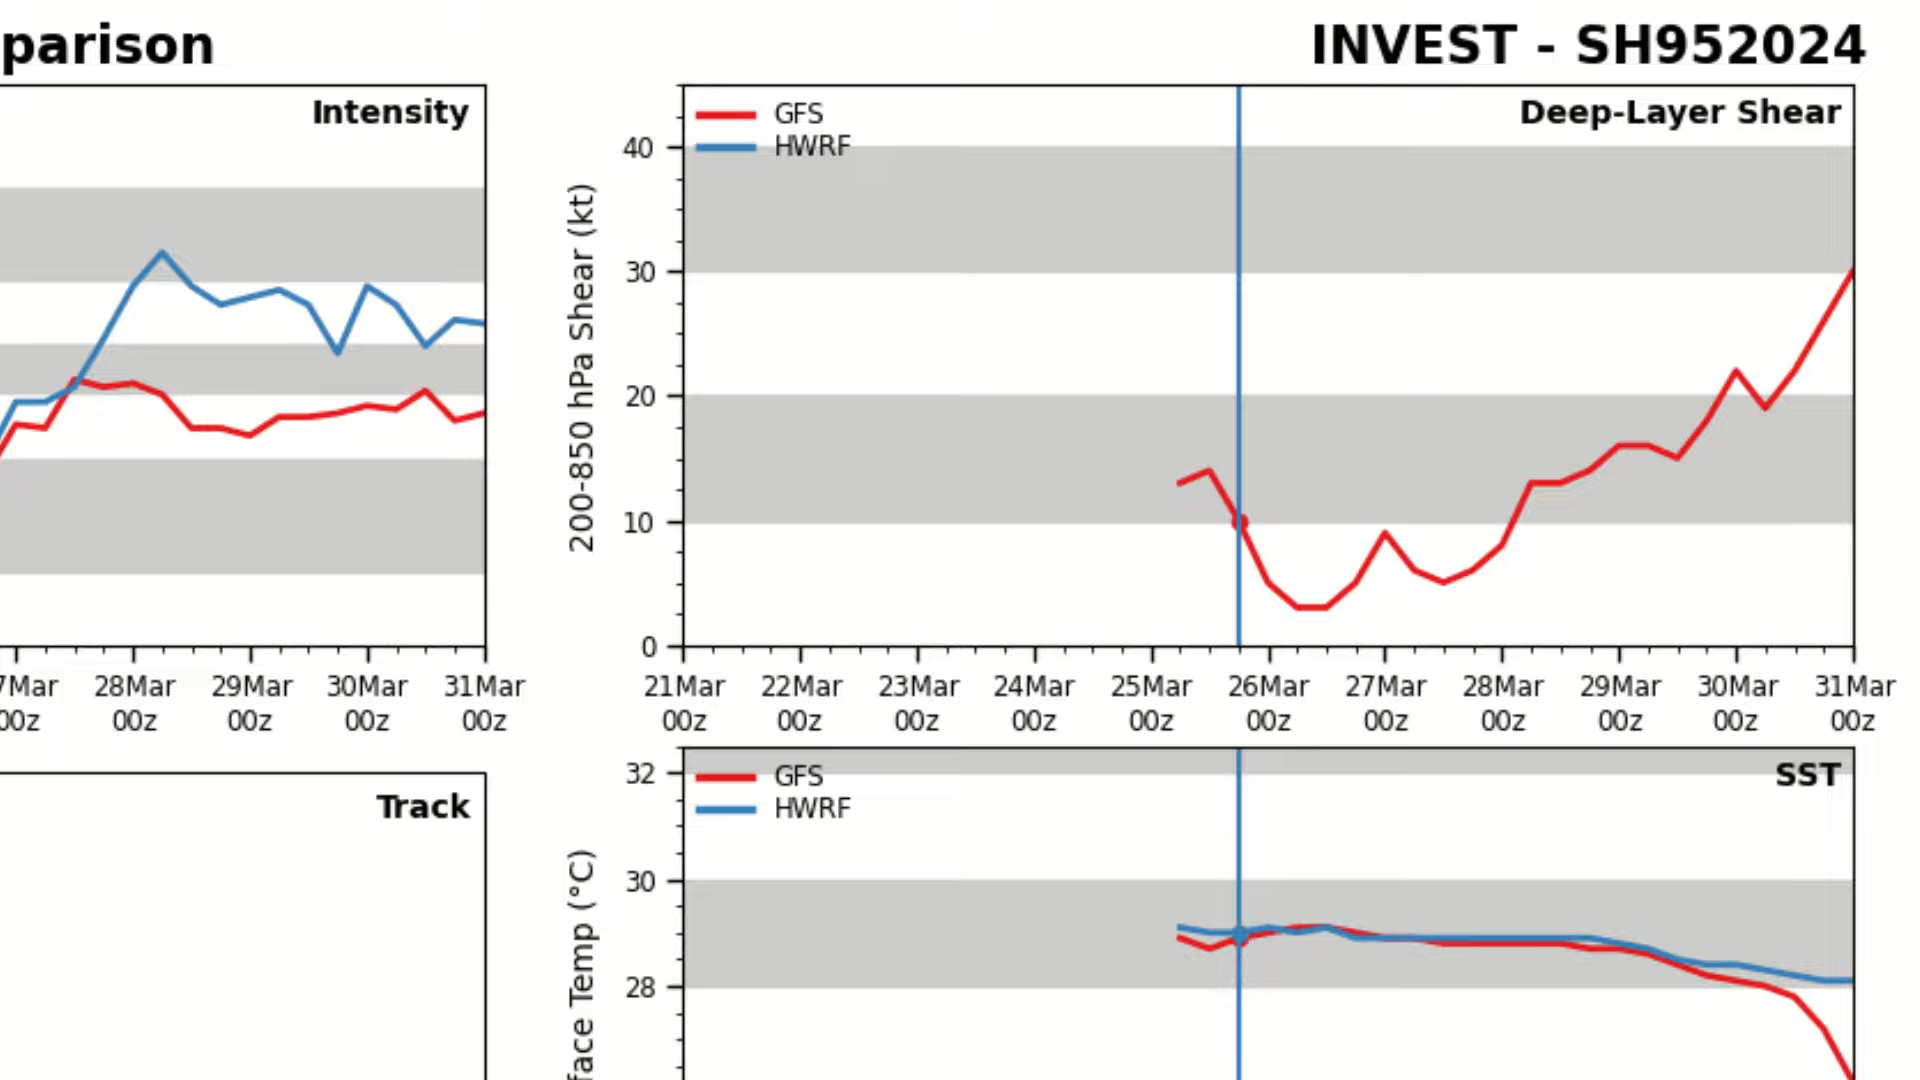 parison
INVEST - SH952024
Intensity
7Mar 28Mar 29Mar 30Mar 31Mar
00z 00z 00z 00z 00z
Track
GFS
HWRF
Deep-Layer Shear
200-850 hPa Shear (kt)
40
30
20
10
0
21Mar 22Mar 23Mar 24Mar 25Mar 26Mar 27Mar 28Mar 29Mar 30Mar 31Mar
00z 00z 00z 00z 00z 00z 00z 00z 00z 00z 00z
GFS
HWRF
SST
face Temp (°C)
32
30
28